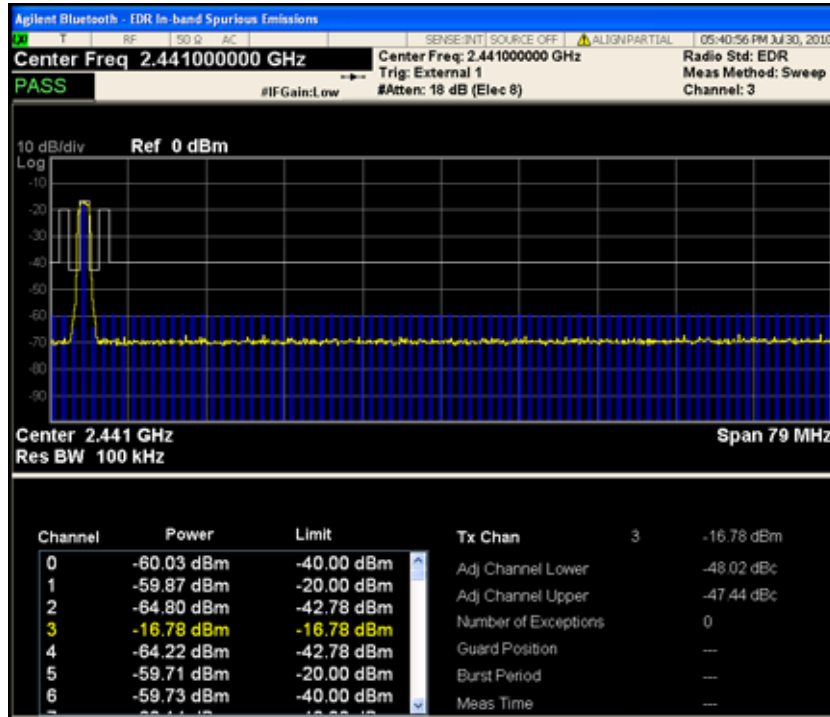 Agilent Bluetooth - EDR In-band Spurious Emissions
T RF 50 Ω AC SENSE:INT SOURCE OFF ALIGN PARTIAL 05:40:56 PM Jul 30, 2010
Center Freq 2.441000000 GHz
Center Freq: 2.441000000 GHz
Radio Std: EDR
Trig: External 1
Meas Method: Sweep
PASS
#IFGain:Low
#Atten: 18 dB (Elec 8)
Channel: 3
10 dB/div Ref 0 dBm
Log
-10
-20
-30
-40
-50
-60
-70
-80
-90
Center 2.441 GHz Span 79 MHz
Res BW 100 kHz
Channel Power Limit
0 -60.03 dBm -40.00 dBm
1 -59.87 dBm -20.00 dBm
2 -64.80 dBm -42.78 dBm
3 -16.78 dBm -16.78 dBm
4 -64.22 dBm -42.78 dBm
5 -59.71 dBm -20.00 dBm
6 -59.73 dBm -40.00 dBm
Tx Chan 3 -16.78 dBm
Adj Channel Lower -48.02 dBc
Adj Channel Upper -47.44 dBc
Number of Exceptions 0
Guard Position ---
Burst Period ---
Meas Time ---